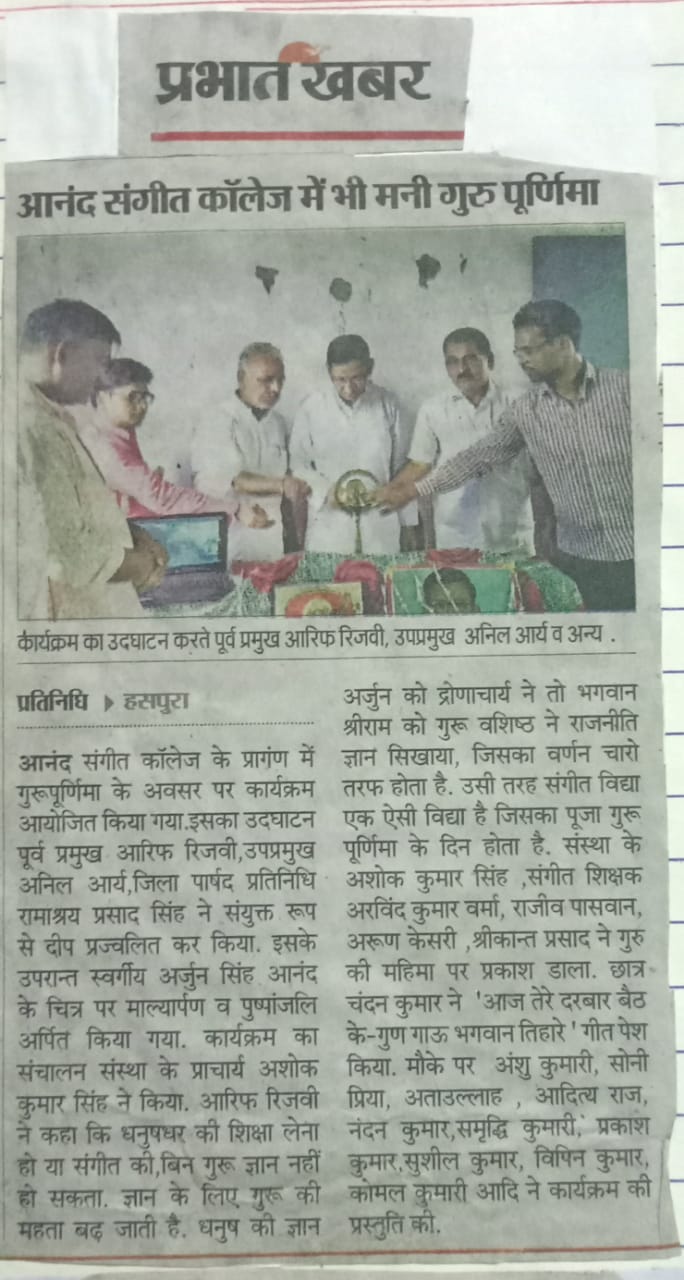 प्रभात खबर
आनंद संगीत कॉलेज में भी मनी गुरु पूर्णिमा
कार्यक्रम का उदघाटन करते पूर्व प्रमुख आरिफ रिजवी, उपप्रमुख अनिल आर्य व अन्य .
प्रतिनिधि ▶ हसपुरा
आनंद संगीत कॉलेज के प्रागंण में
गुरूपूर्णिमा के अवसर पर कार्यक्रम
आयोजित किया गया.इसका उदघाटन
पूर्व प्रमुख आरिफ रिजवी,उपप्रमुख
अनिल आर्य,जिला पार्षद प्रतिनिधि
रामाश्रय प्रसाद सिंह ने संयुक्त रूप
से दीप प्रज्वलित कर किया. इसके
उपरान्त स्वर्गीय अर्जुन सिंह आनंद
के चित्र पर माल्यार्पण व पुष्पांजलि
अर्पित किया गया. कार्यक्रम का
संचालन संस्था के प्राचार्य अशोक
कुमार सिंह ने किया. आरिफ रिजवी
ने कहा कि धनुषधर की शिक्षा लेना
हो या संगीत की,बिन गुरू ज्ञान नहीं
हो सकता. ज्ञान के लिए गुरू की
महता बढ़ जाती है. धनुष की ज्ञान
अर्जुन को द्रोणाचार्य ने तो भगवान
श्रीराम को गुरू वशिष्ठ ने राजनीति
ज्ञान सिखाया, जिसका वर्णन चारो
तरफ होता है. उसी तरह संगीत विद्या
एक ऐसी विद्या है जिसका पूजा गुरू
पूर्णिमा के दिन होता है. संस्था के
अशोक कुमार सिंह ,संगीत शिक्षक
अरविंद कुमार वर्मा, राजीव पासवान,
अरूण केसरी ,श्रीकान्त प्रसाद ने गुरु
की महिमा पर प्रकाश डाला. छात्र
चंदन कुमार ने 'आज तेरे दरबार बैठ
के-गुण गाऊ भगवान तिहारे ' गीत पेश
किया. मौके पर अंशु कुमारी, सोनी
प्रिया, अताउल्लाह , आदित्य राज,
नंदन कुमार,समृद्धि कुमारी, प्रकाश
कुमार,सुशील कुमार, विपिन कुमार,
कोमल कुमारी आदि ने कार्यक्रम की
प्रस्तुति की.